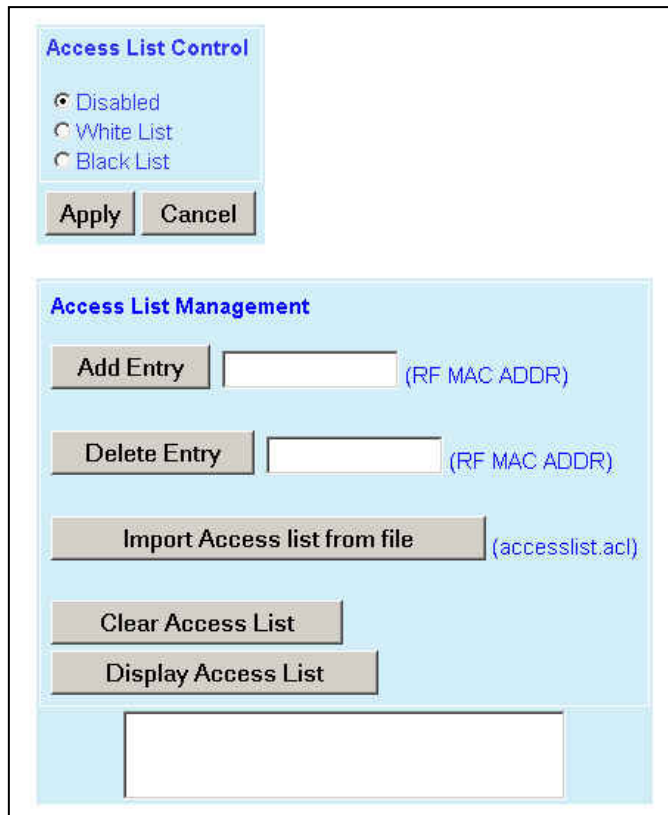 Access List Control
Disabled
White List
Black List
Apply Cancel
Access List Management
Add Entry (RF MAC ADDR)
Delete Entry (RF MAC ADDR)
Import Access list from file (accesslist.acl)
Clear Access List
Display Access List